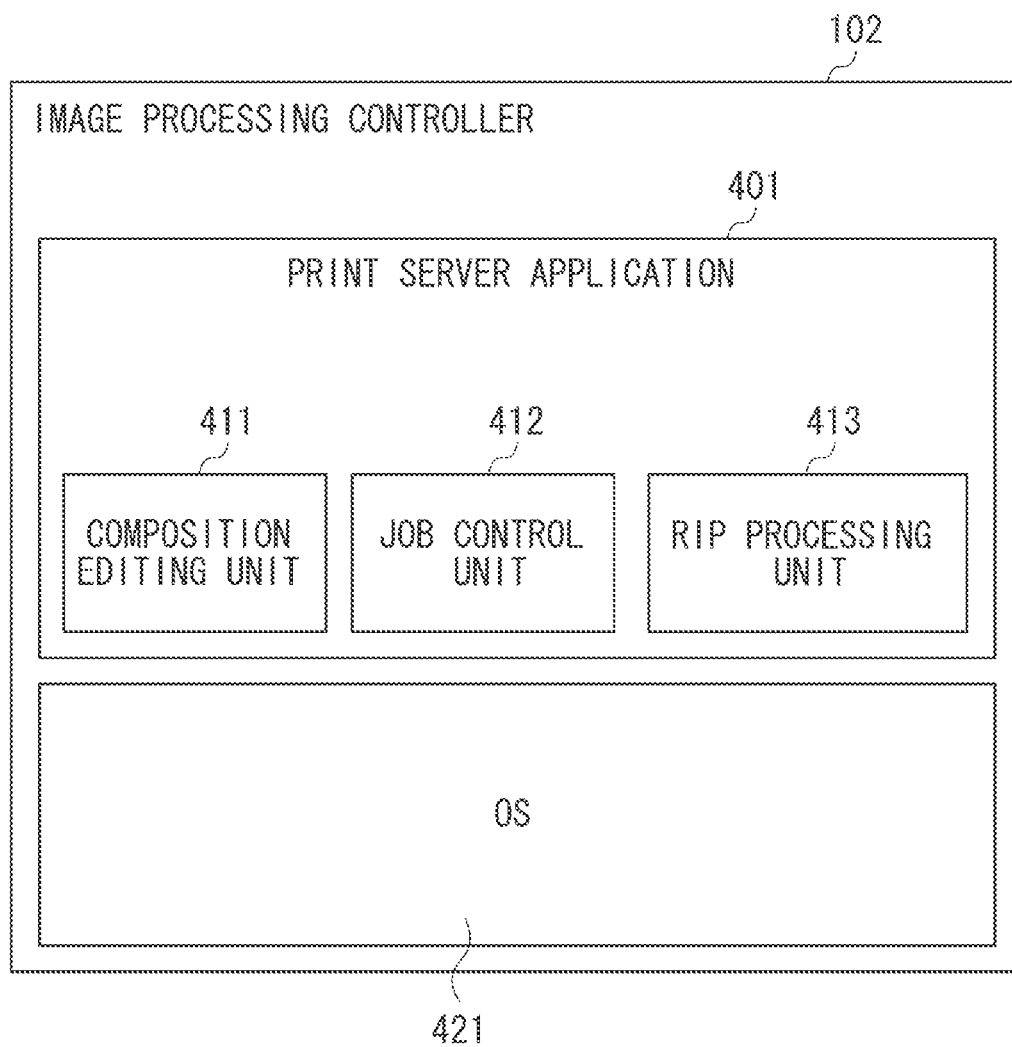 102
IMAGE PROCESSING CONTROLLER
401
PRINT SERVER APPLICATION
411
412
413
COMPOSITION
EDITING UNIT
JOB CONTROL
UNIT
RIP PROCESSING
UNIT
OS
421